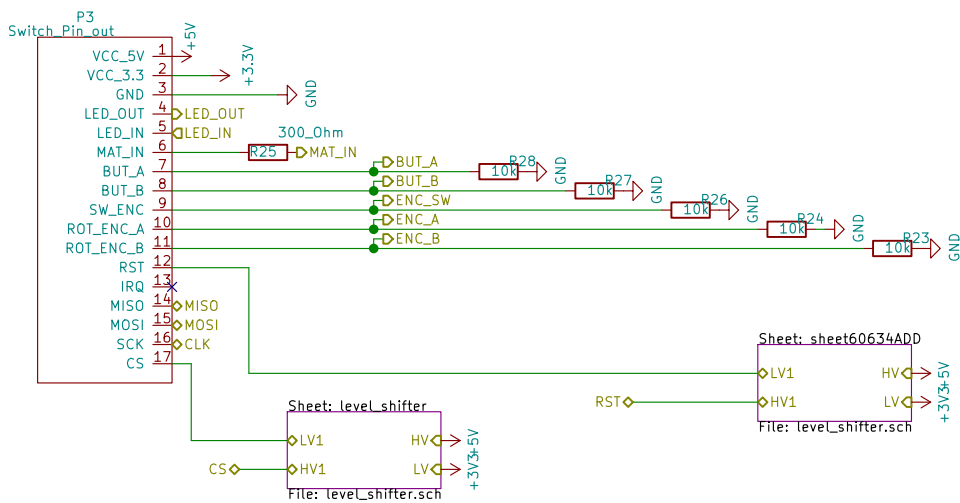 P3
Switch_Pin_out
VCC_5V 1 +5V
VCC_3.3 2 +3.3V
GND 3 GND
LED_OUT 4 LED_OUT
LED_IN 5 LED_IN
MAT_IN 6 R25 300_Ohm MAT_IN
BUT_A 7 BUT_A R28 10k GND
BUT_B 8 BUT_B R27 10k GND
SW_ENC 9 ENC_SW R26 10k GND
ROT_ENC_A 10 ENC_A R24 10k GND
ROT_ENC_B 11 ENC_B R23 10k GND
RST 12
IRQ 13
MISO 14 MISO
MOSI 15 MOSI
SCK 16 CLK
CS 17
Sheet: sheet60634ADD
LV1 HV +5V
RST HV1 LV +3V3
File: level_shifter.sch
Sheet: level_shifter
LV1 HV +5V
CS HV1 LV +3V3
File: level_shifter.sch